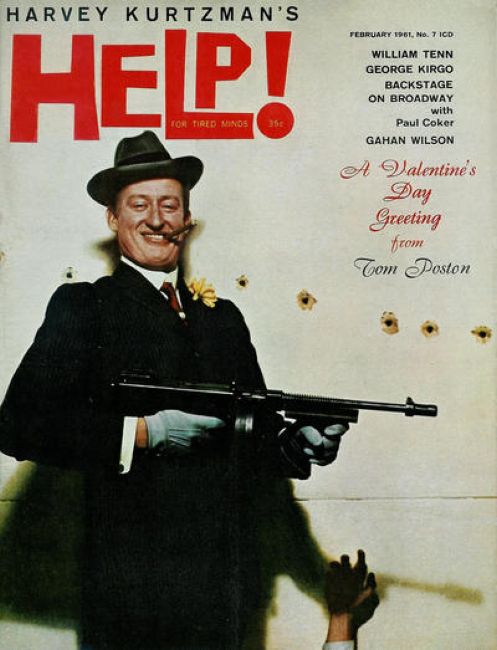 HARVEY KURTZMAN'S
HELP!
FOR TIRED MINDS 35c
FEBRUARY 1961, No. 7 ICD
WILLIAM TENN
GEORGE KIRGO
BACKSTAGE
ON BROADWAY
with
Paul Coker
GAHAN WILSON
A Valentine's
Day
Greeting
from
Tom Poston